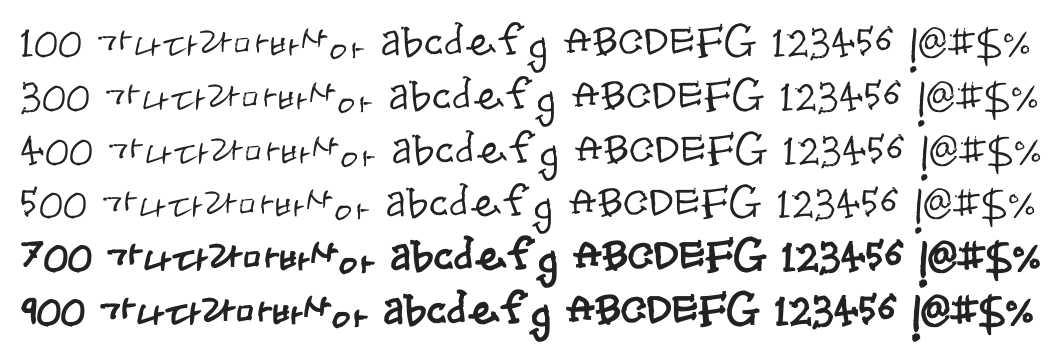 100 가나다라마바사아 abcdefg ABCDEFG 123456 !@#$%
300 가나다라마바사아 abcdefg ABCDEFG 123456 !@#$%
400 가나다라마바사아 abcdefg ABCDEFG 123456 !@#$%
500 가나다라마바사아 abcdefg ABCDEFG 123456 !@#$%
700 가나다라마바사아 abcdefg ABCDEFG 123456 !@#$%
900 가나다라마바사아 abcdefg ABCDEFG 123456 !@#$%